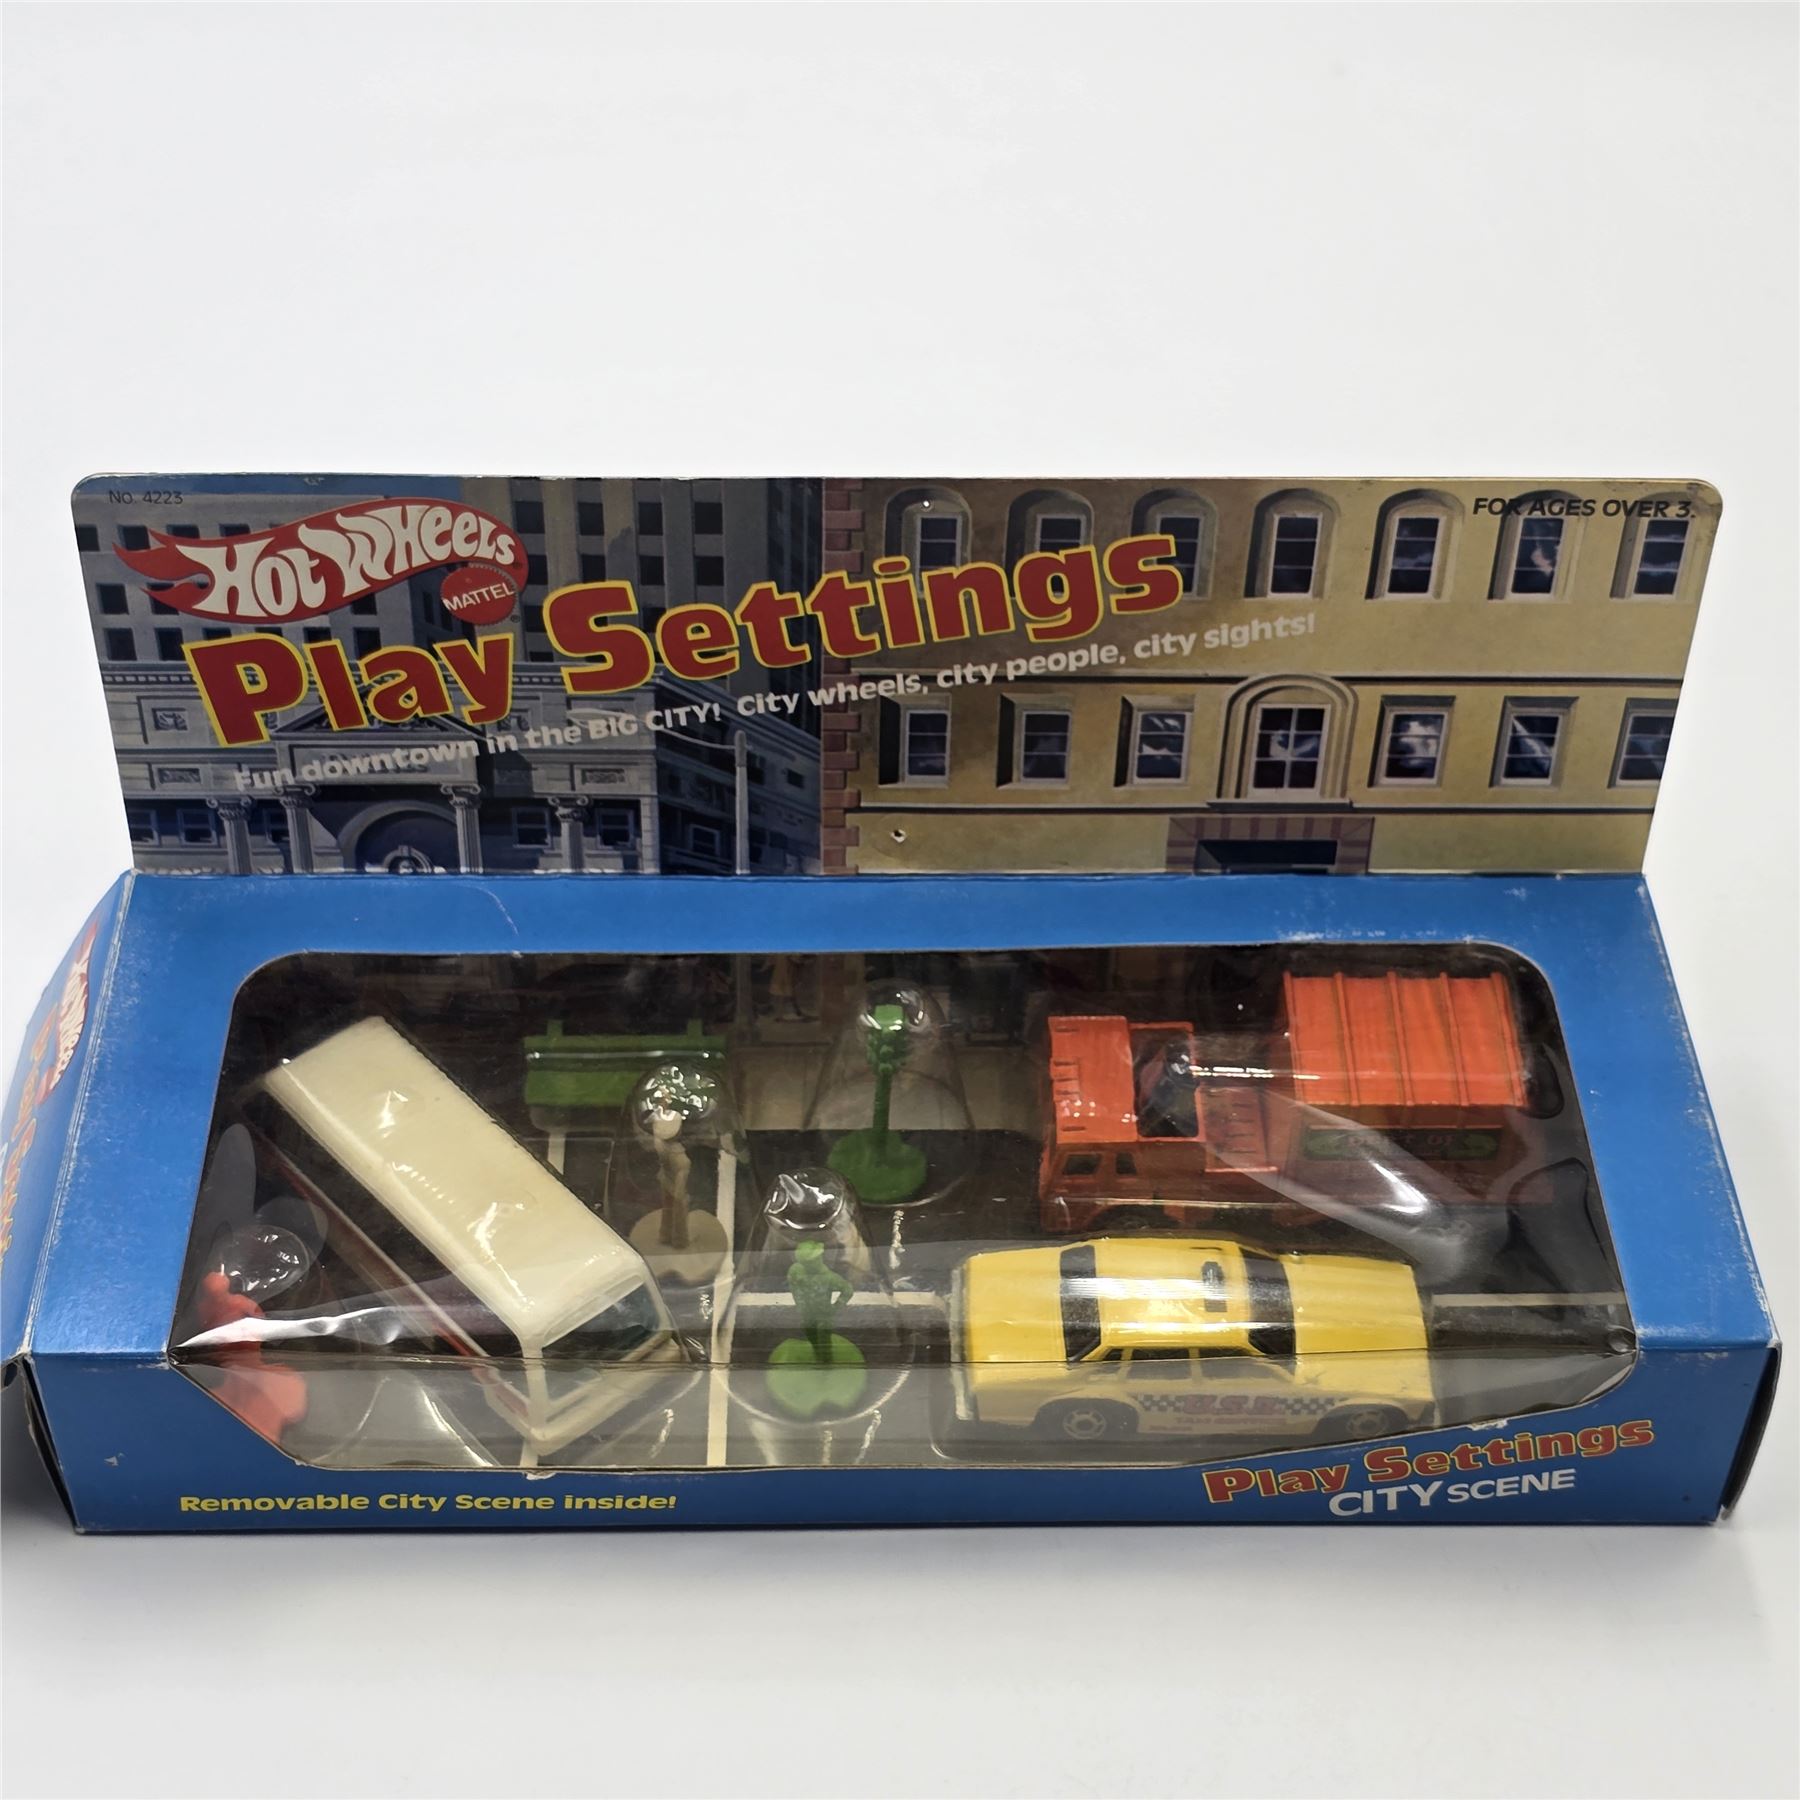 No. 4223
FOR AGES OVER 3.
Hot Wheels
MATTEL
Play Settings
Fun downtown in the BIG CITY! City wheels, city people, city sights!
Removable City Scene inside!
Play Settings
CITY SCENE